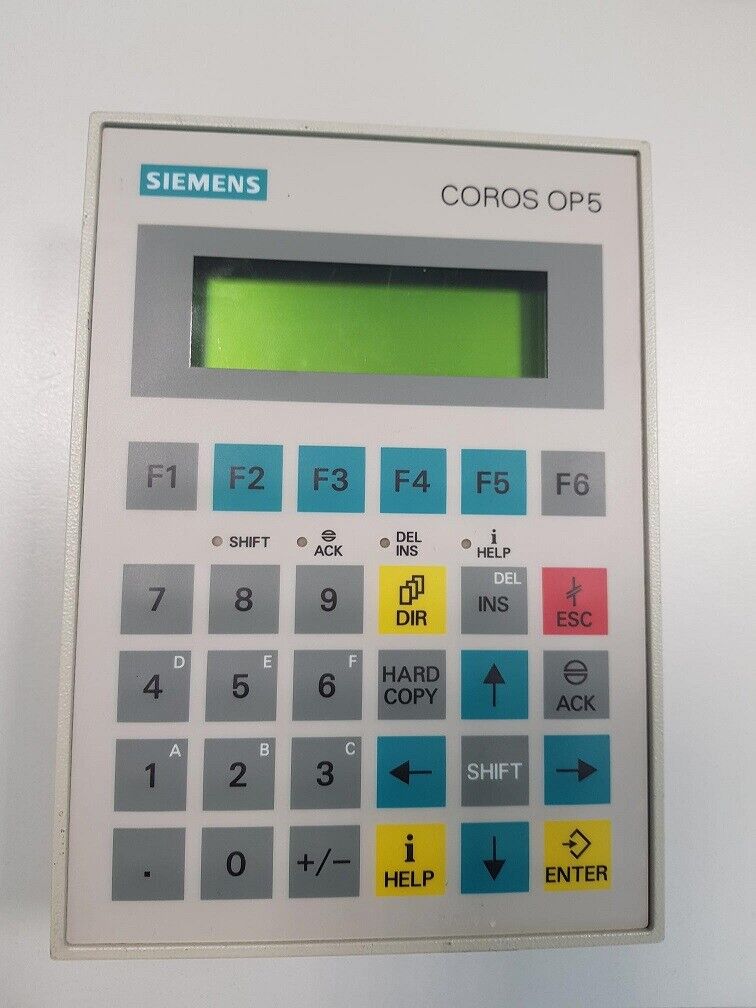 SIEMENS
COROS OP5
F1 F2 F3 F4 F5 F6
SHIFT ACK DEL INS i HELP
7 8 9 DIR INS DEL ESC
4 D 5 E 6 F HARD COPY ACK
1 A 2 B 3 C SHIFT
. 0 +/− i HELP ENTER